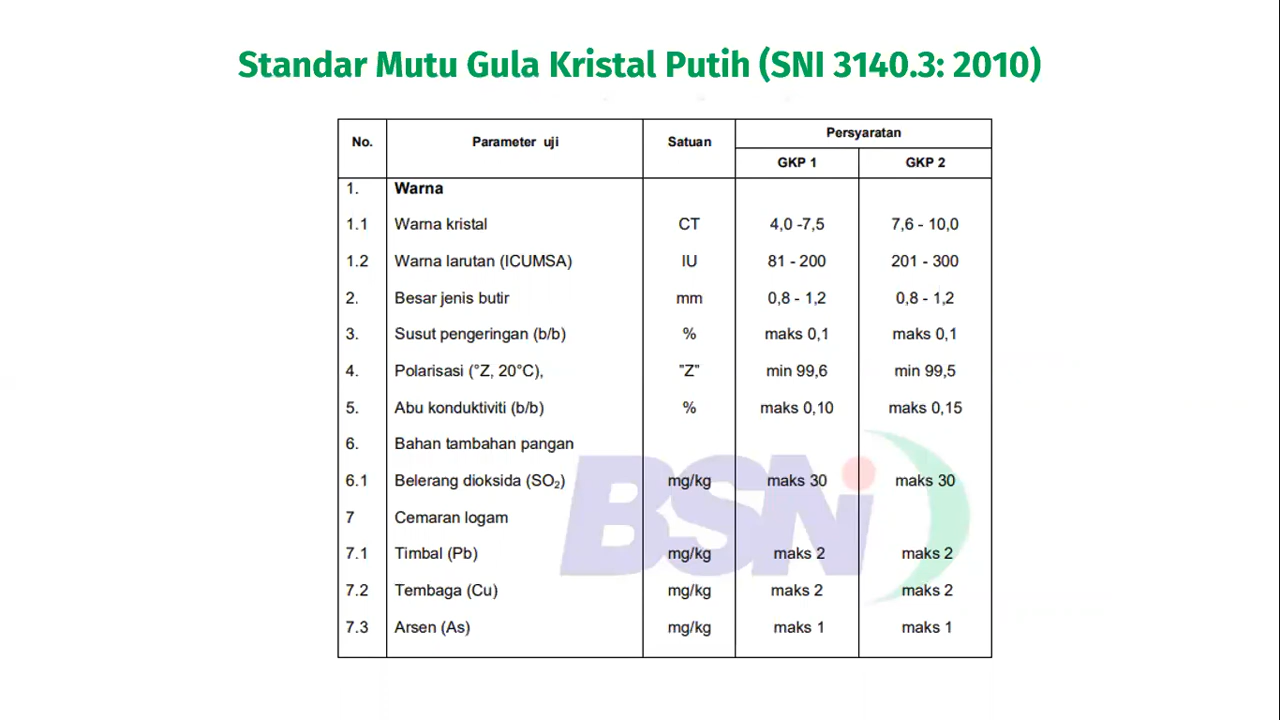 Standar Mutu Gula Kristal Putih (SNI 3140.3: 2010)
No. Parameter uji Satuan Persyaratan
GKP 1 GKP 2
1. Warna
1.1 Warna kristal CT 4,0 -7,5 7,6 - 10,0
1.2 Warna larutan (ICUMSA) IU 81 - 200 201 - 300
2. Besar jenis butir mm 0,8 - 1,2 0,8 - 1,2
3. Susut pengeringan (b/b) % maks 0,1 maks 0,1
4. Polarisasi (°Z, 20°C), "Z" min 99,6 min 99,5
5. Abu konduktiviti (b/b) % maks 0,10 maks 0,15
6. Bahan tambahan pangan
6.1 Belerang dioksida (SO₂) mg/kg maks 30 maks 30
7 Cemaran logam
7.1 Timbal (Pb) mg/kg maks 2 maks 2
7.2 Tembaga (Cu) mg/kg maks 2 maks 2
7.3 Arsen (As) mg/kg maks 1 maks 1
BSN